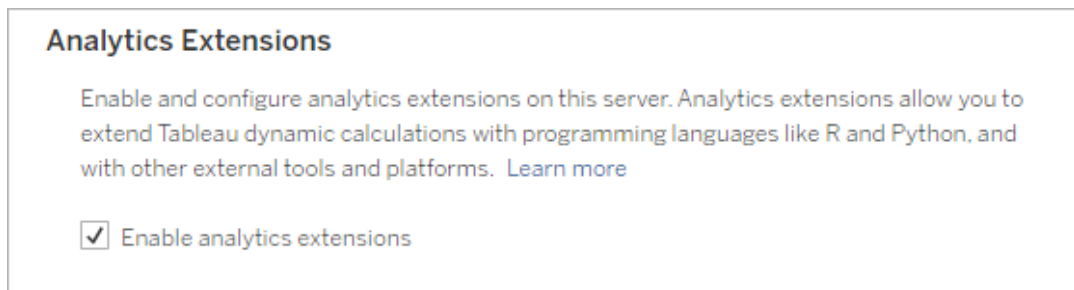 Analytics Extensions
Enable and configure analytics extensions on this server. Analytics extensions allow you to
extend Tableau dynamic calculations with programming languages like R and Python, and
with other external tools and platforms. Learn more
Enable analytics extensions